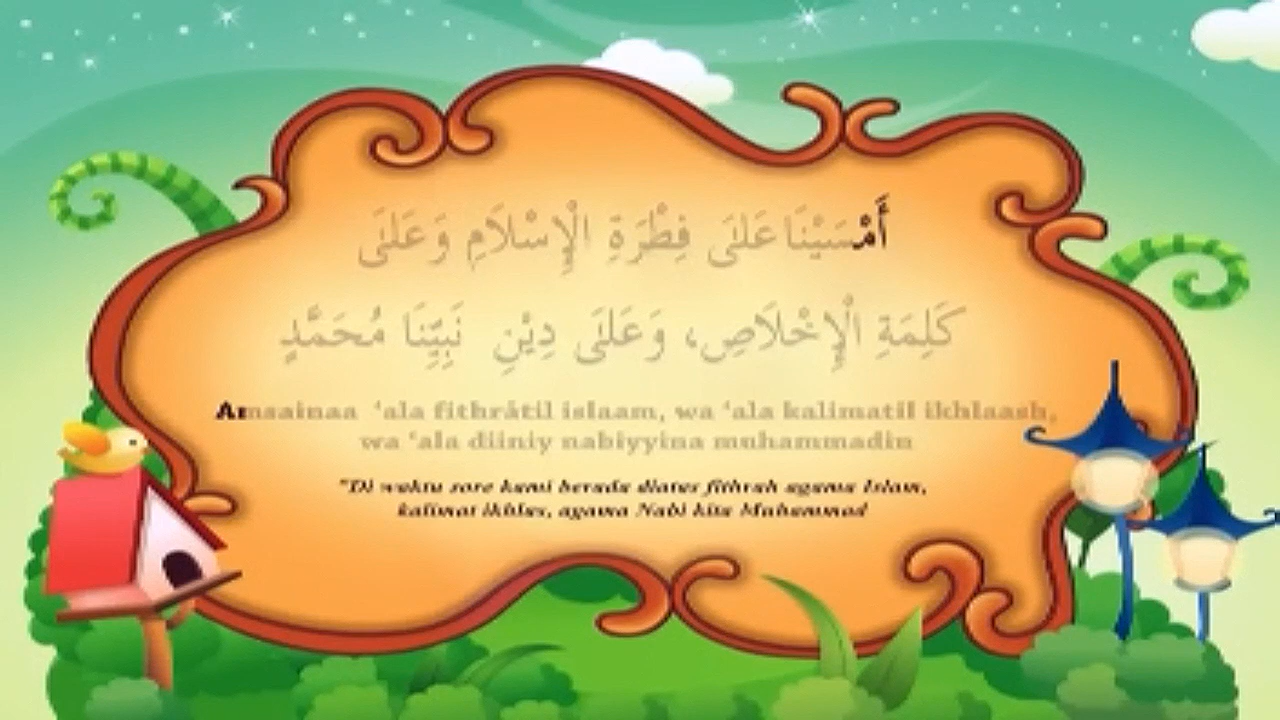 أَمْسَيْنَا عَلَى فِطْرَةِ الْإِسْلَامِ وَعَلَى
كَلِمَةِ الْإِخْلَاصِ، وَعَلَى دِيْنِ نَبِيِّنَا مُحَمَّدٍ
Amsainaa ‘ala fithrâtil islaam, wa ‘ala kalimatil ikhlaash,
wa ‘ala diiniy nabiyyina muhammadin
"Di waktu sore kami berada diatas fithrah agama Islam,
kalimat ikhlas, agama Nabi kita Muhammad